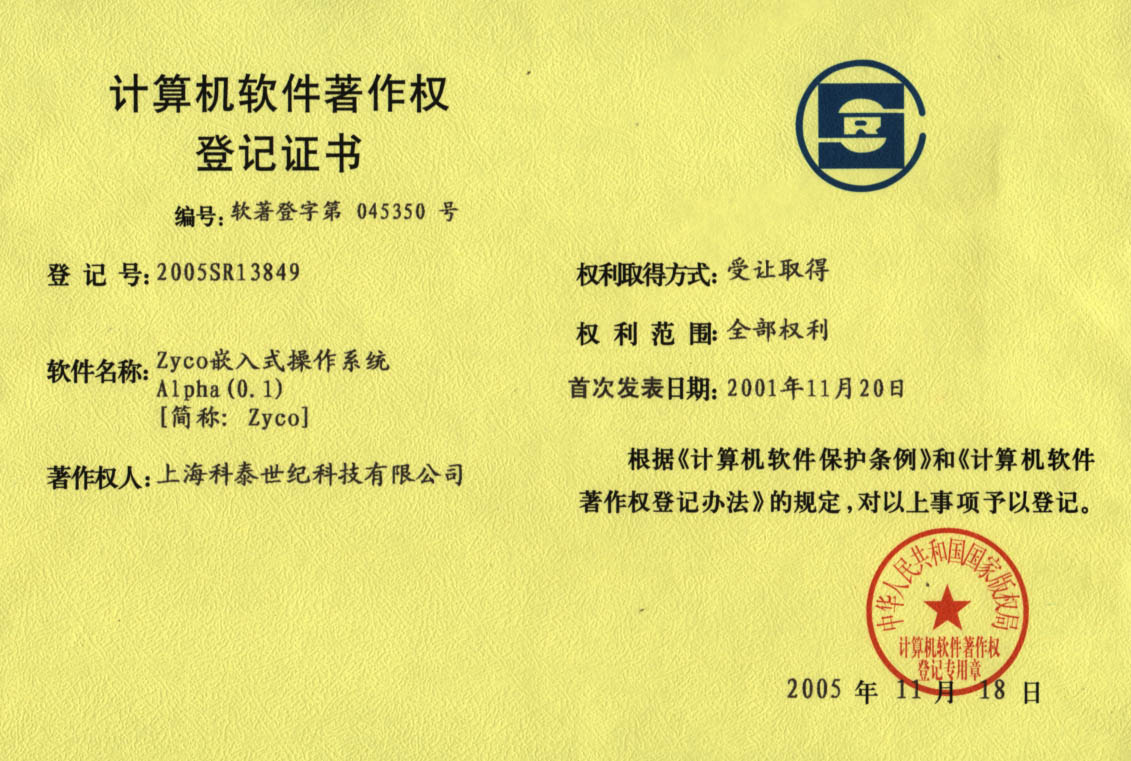 计算机软件著作权
登记证书
编号:软著登字第 045350 号
登 记 号:2005SR13849
软件名称:Zyco嵌入式操作系统
Alpha(0.1)
[简称: Zyco]
著作权人:上海科泰世纪科技有限公司
R
权利取得方式:受让取得
权 利 范 围:全部权利
首次发表日期:2001年11月20日
根据《计算机软件保护条例》和《计算机软件
著作权登记办法》的规定,对以上事项予以登记。
中华人民共和国国家版权局
计算机软件著作权
登记专用章
2005 年 11 月 18 日